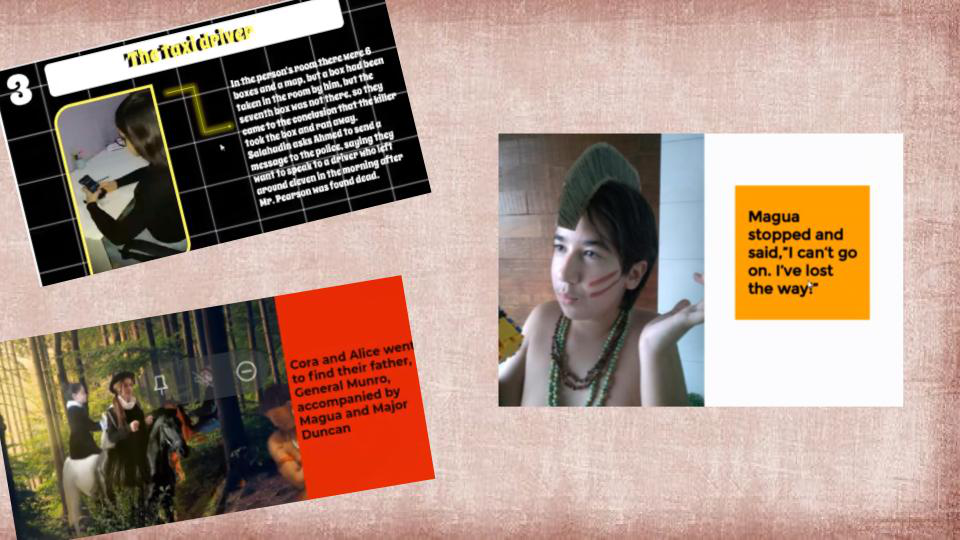 3
The taxi driver
In the person's room there were 6
boxes and a map, but a box had been
taken in the room by him, but the
seventh box was not there, so they
came to the conclusion that the killer
took the box and ran away.
Salahadin asks Ahmed to send a
message to the police, saying they
want to speak to a driver who left
around eleven in the morning after
Mr. Pearson was found dead.
Cora and Alice went
to find their father,
General Munro,
accompanied by
Magua and Major
Duncan
Magua
stopped and
said,"I can't go
on. I've lost
the way!"